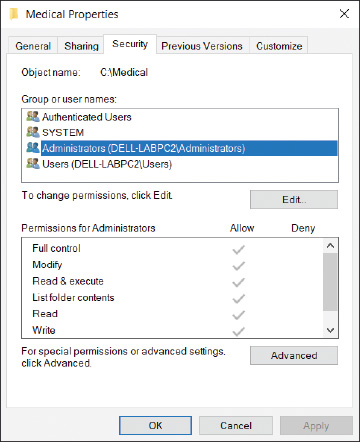 Medical Properties
General Sharing Security Previous Versions Customize
Object name: C:\Medical
Group or user names:
Authenticated Users
SYSTEM
Administrators (DELL-LABPC2\Administrators)
Users (DELL-LABPC2\Users)
To change permissions, click Edit.
Edit...
Permissions for Administrators Allow Deny
Full control
Modify
Read & execute
List folder contents
Read
Write
For special permissions or advanced settings,
click Advanced.
Advanced
OK Cancel Apply